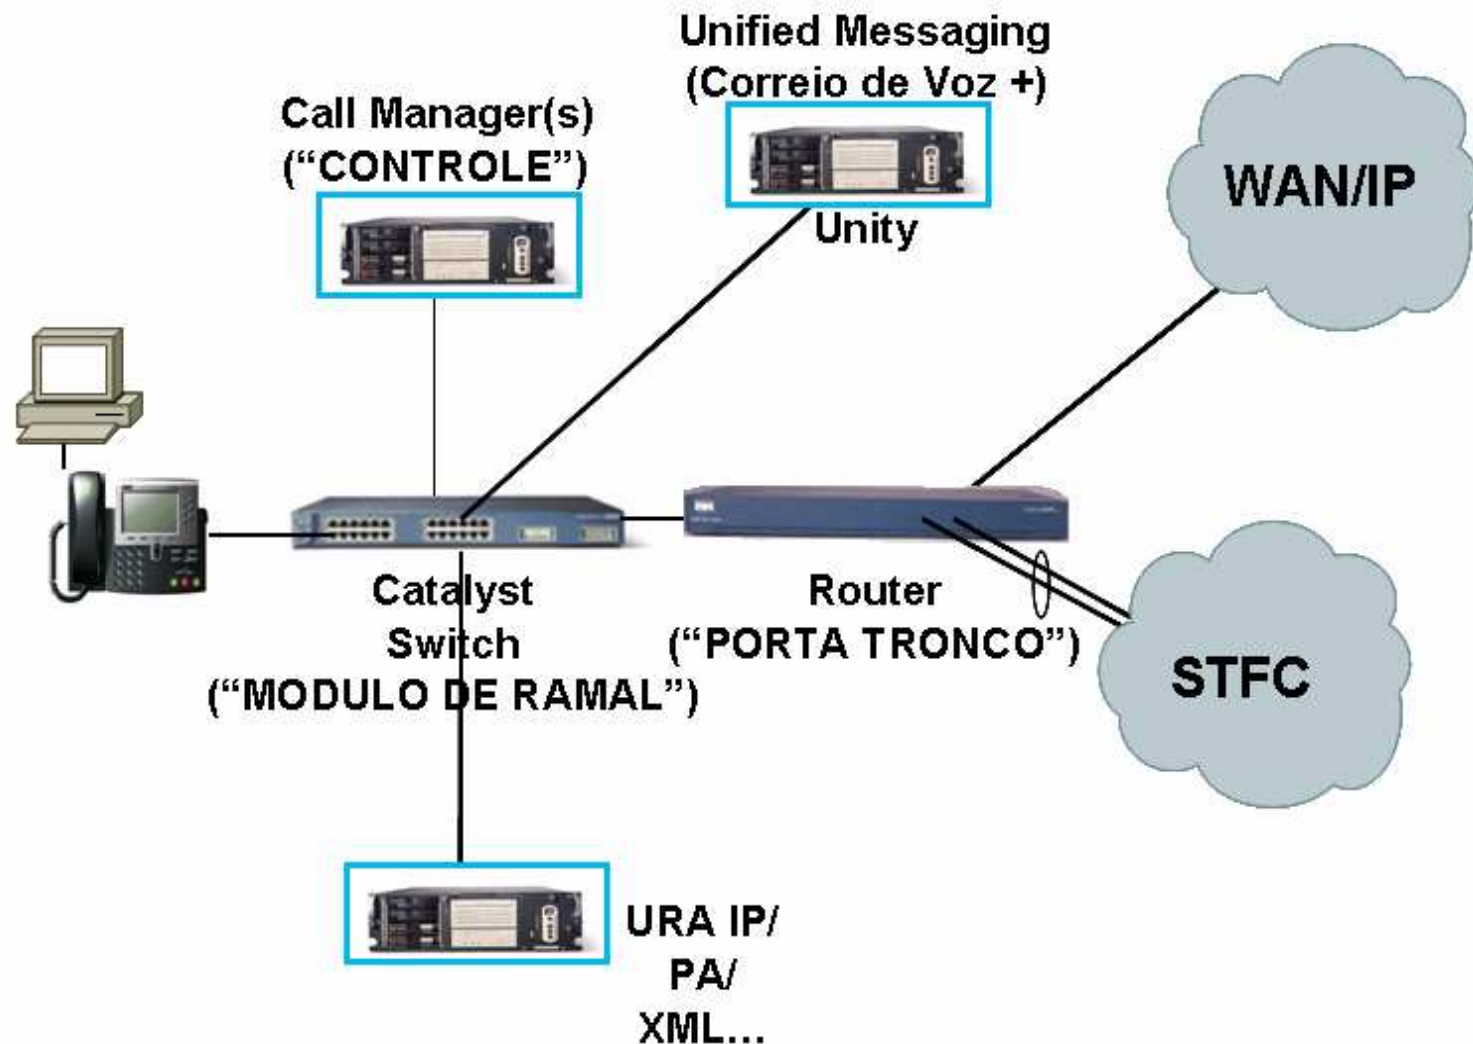 Unified Messaging
(Correio de Voz +)
Call Manager(s)
(“CONTROLE”)
Unity
WAN/IP
Catalyst
Switch
(“MODULO DE RAMAL”)
Router
(“PORTA TRONCO”)
STFC
URA IP/
PA/
XML...